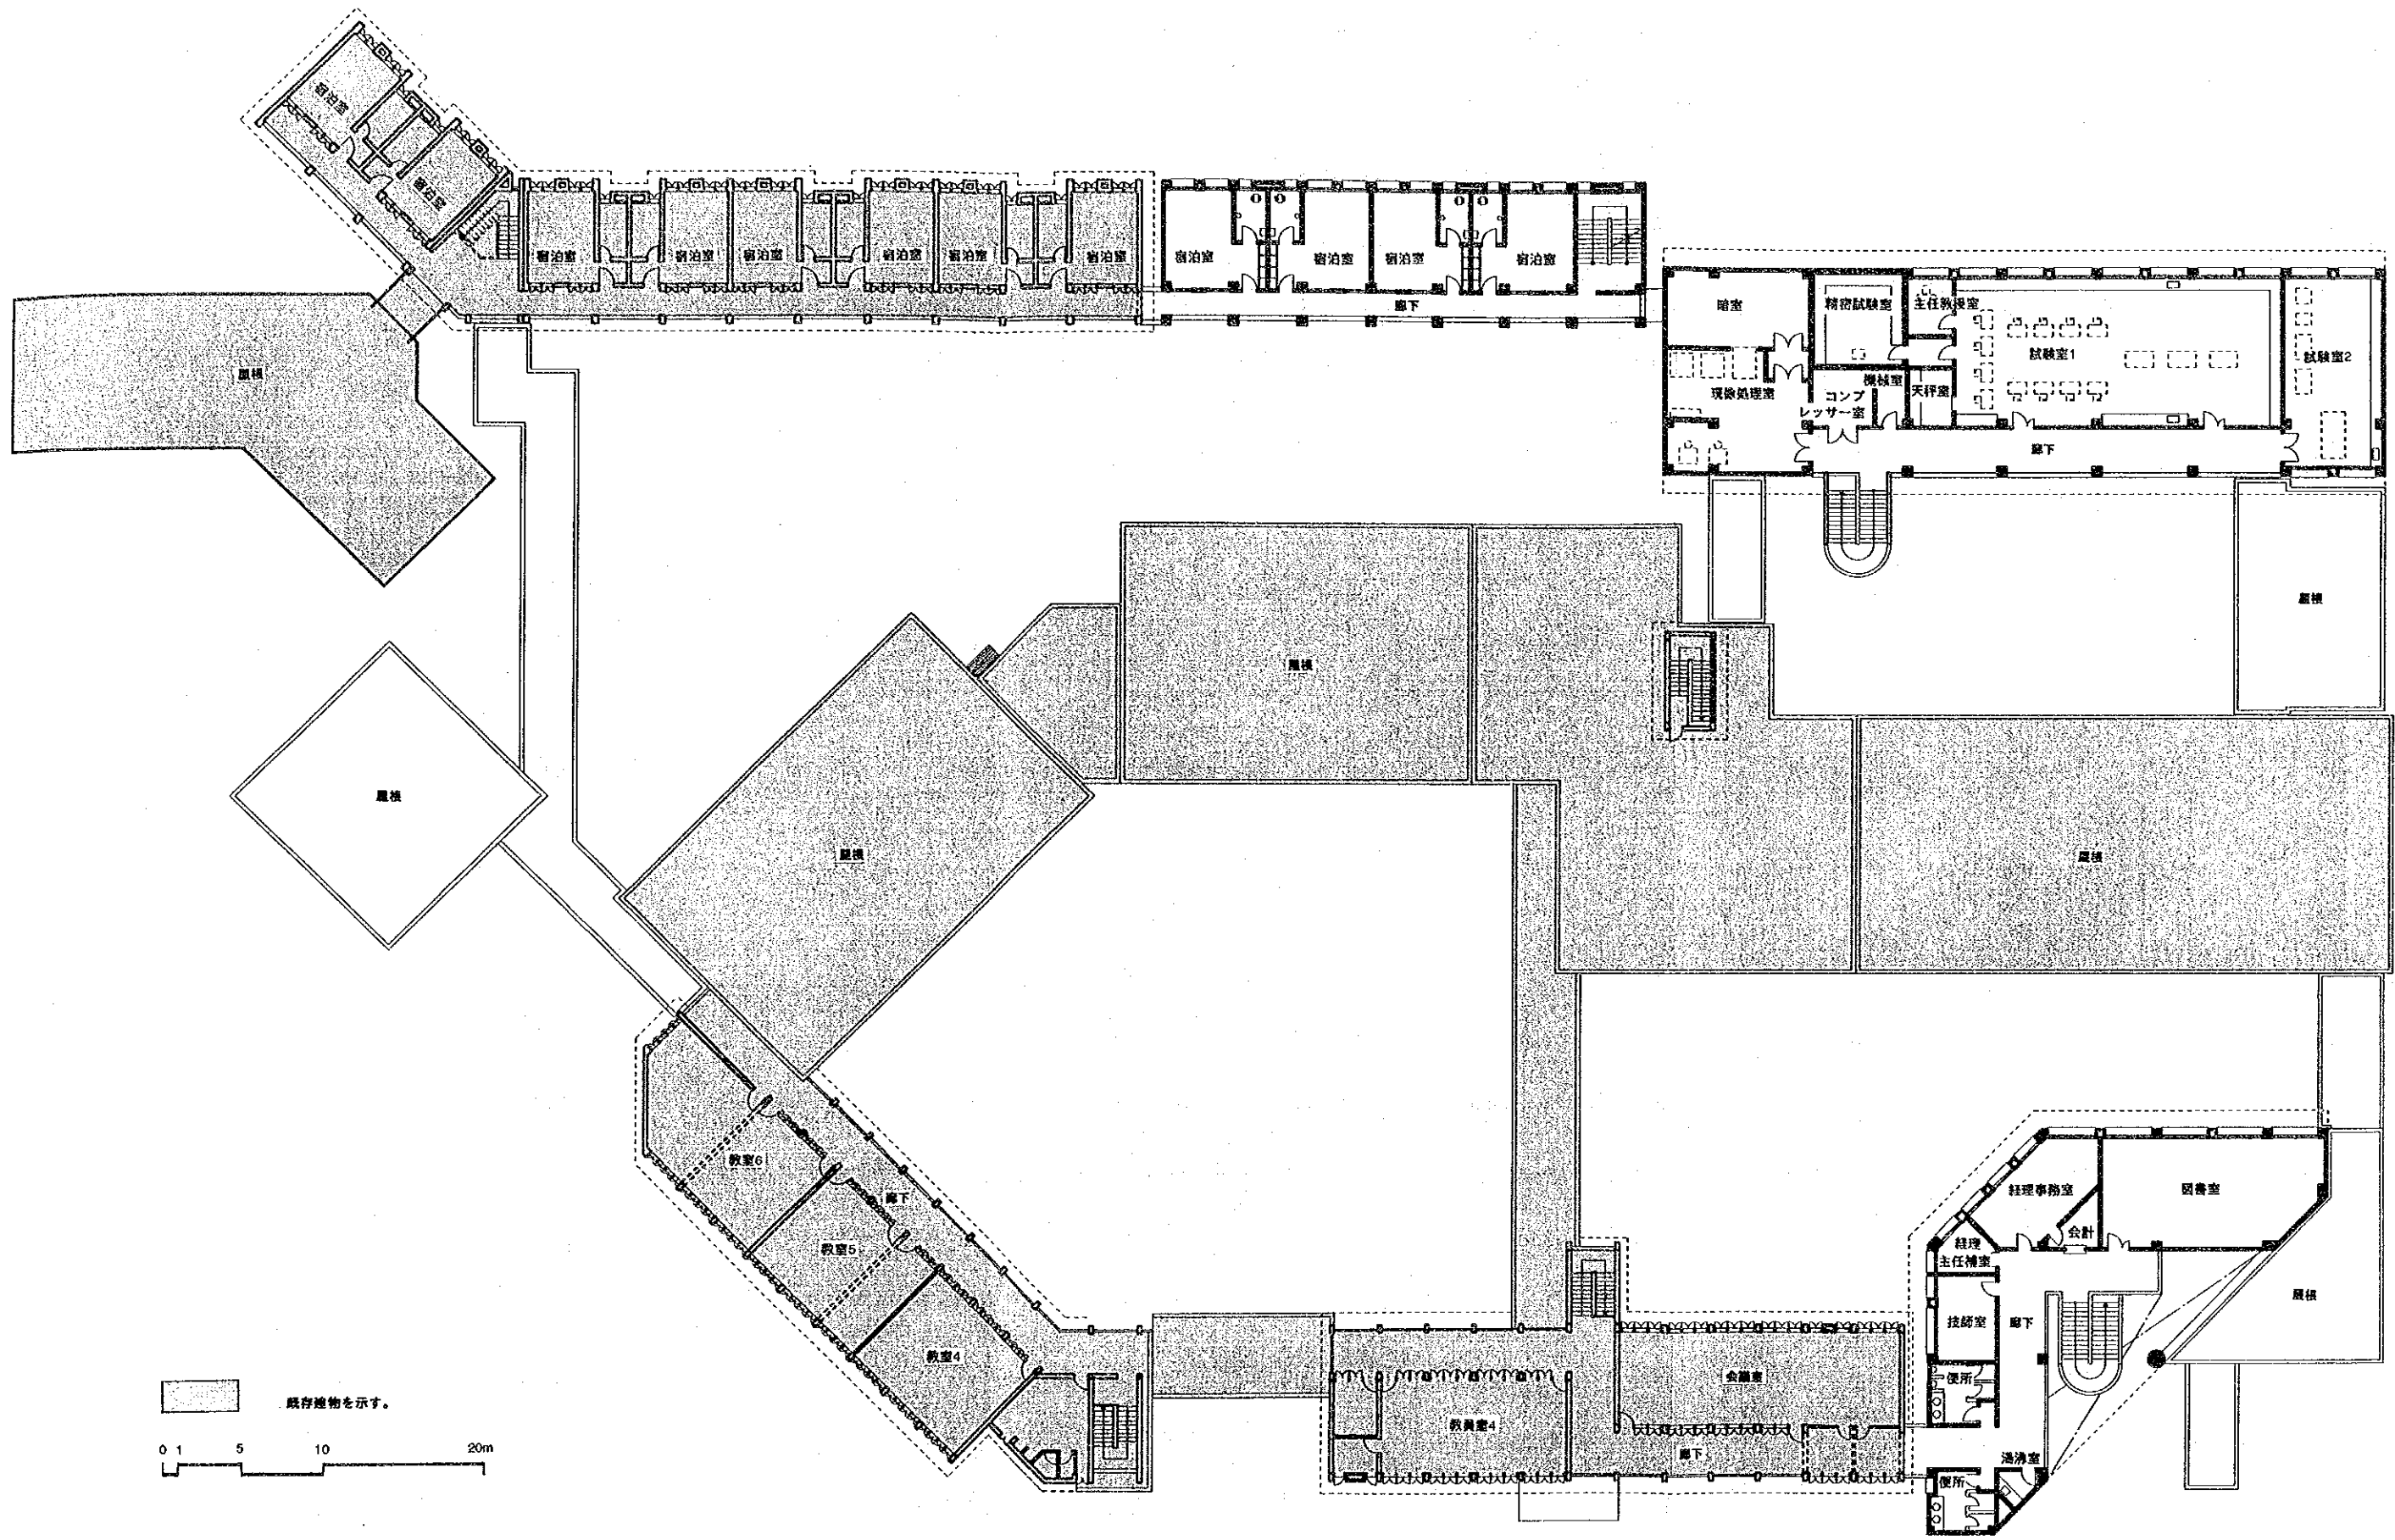 宿泊室
宿泊室
宿泊室
宿泊室
宿泊室
宿泊室
宿泊室
宿泊室
宿泊室
宿泊室
宿泊室
宿泊室
廊下
暗室
精密試験室
主任教授室
試験室1
試験室2
現像処理室
コンプ
レッサー室
機械室
天秤室
廊下
屋根
屋根
屋根
屋根
屋根
屋根
教室6
廊下
教室5
教室4
教員室4
会議室
廊下
経理事務室
会計
図書室
経理
主任補室
技師室
廊下
屋根
便所
湯沸室
便所
既存建物を示す。
0 1 5 10 20m